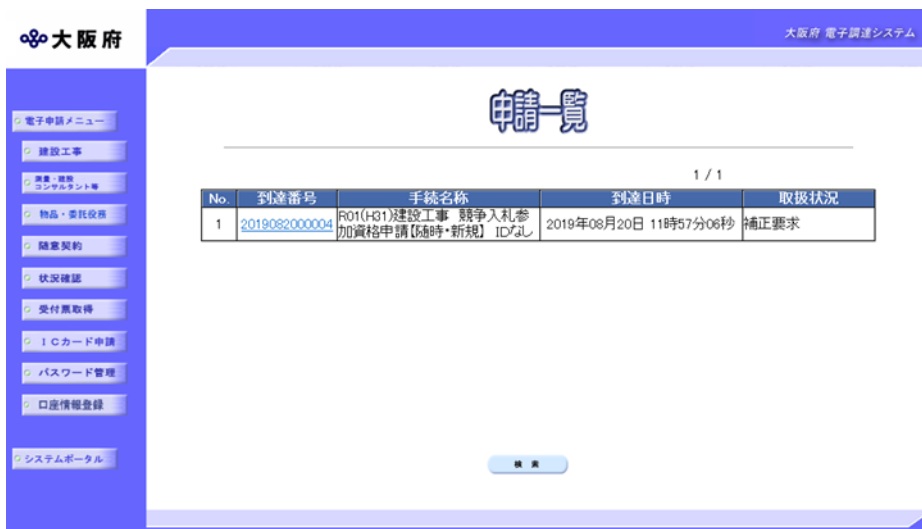 大阪府
大阪府 電子調達システム
電子申請メニュー
建設工事
測量・建設
コンサルタント等
物品・委託役務
随意契約
状況確認
受付票取得
ICカード申請
パスワード管理
口座情報登録
システムポータル
申請一覧
1 / 1
No. 到達番号 手続名称 到達日時 取扱状況
1 2019082000004 R01(H31)建設工事 競争入札参 2019年08月20日 11時57分06秒 補正要求
加資格申請【随時・新規】 IDなし
検 索